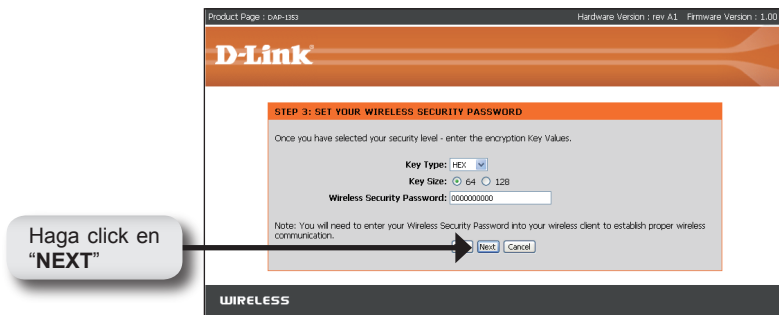 Product Page : DAP-1353 Hardware Version : rev A1 Firmware Version : 1.00
D-Link
STEP 3: SET YOUR WIRELESS SECURITY PASSWORD
Once you have selected your security level - enter the encryption Key Values.
Key Type: HEX
Key Size: 64 128
Wireless Security Password: 0000000000
Note: You will need to enter your Wireless Security Password into your wireless client to establish proper wireless
communication.
Next Cancel
Haga click en
“NEXT”
WIRELESS